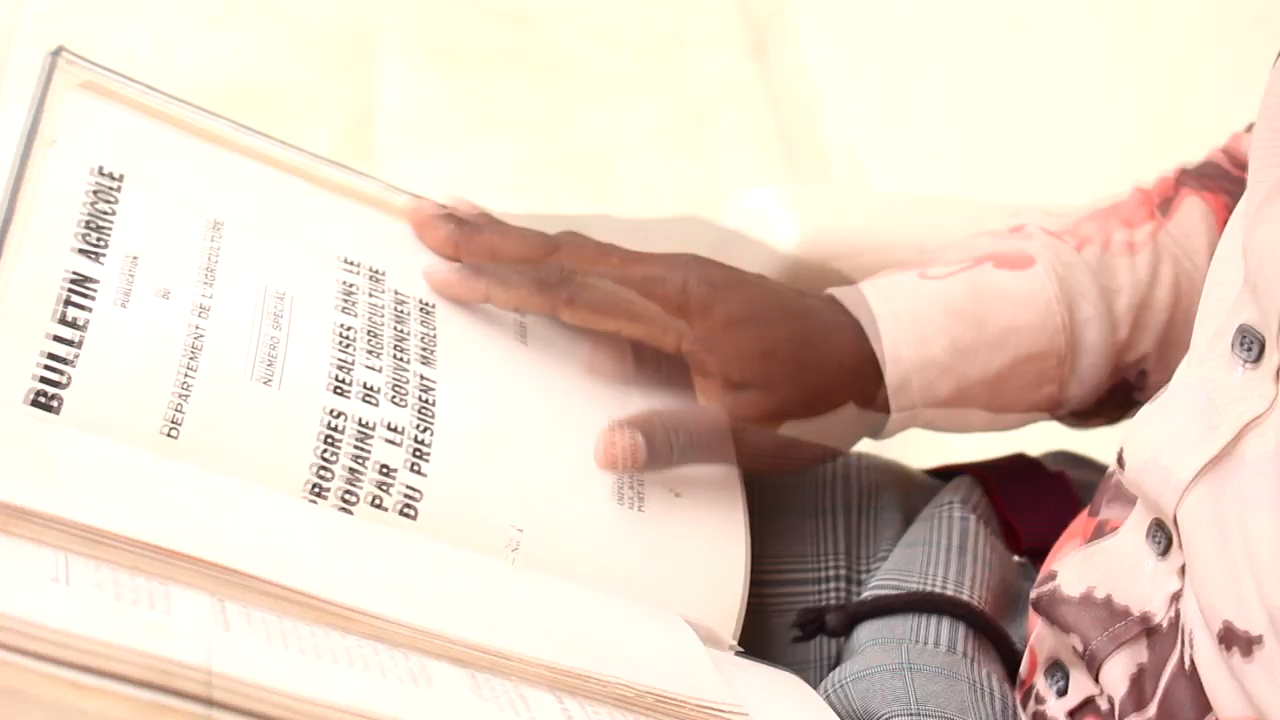 BULLETIN AGRICOLE
PUBLICATION
DU
DEPARTEMENT DE L'AGRICULTURE
NUMERO SPECIAL
PROGRES REALISES DANS LE
DOMAINE DE L'AGRICULTURE
PAR LE GOUVERNEMENT
DU PRESIDENT MAGLOIRE